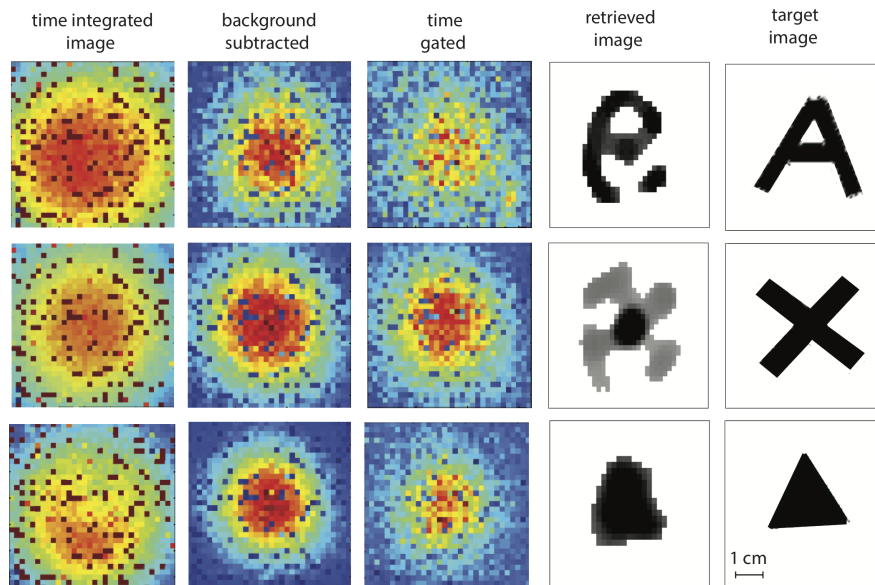 time integrated
image
background
subtracted
time
gated
retrieved
image
target
image
A
1 cm